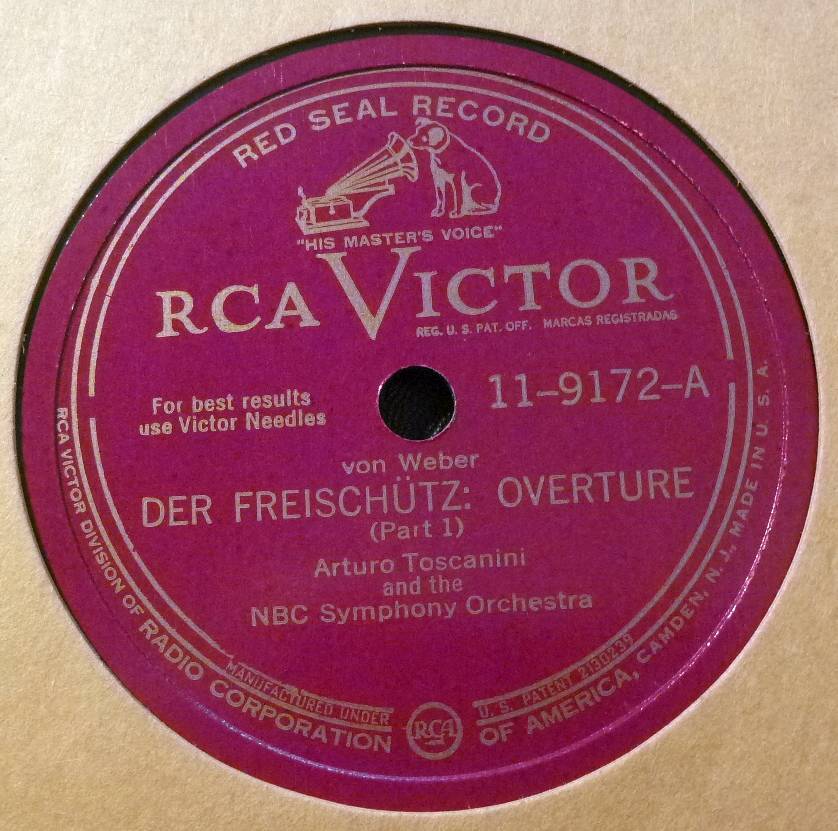 RED SEAL RECORD
"HIS MASTER'S VOICE"
RCA VICTOR
REG. U. S. PAT. OFF. MARCAS REGISTRADAS
For best results
use Victor Needles
11–9172–A
von Weber
DER FREISCHÜTZ: OVERTURE
(Part 1)
Arturo Toscanini
and the
NBC Symphony Orchestra
MANUFACTURED UNDER
U. S. PATENT 2130239
RCA VICTOR DIVISION OF RADIO CORPORATION OF AMERICA, CAMDEN, N. J., MADE IN U. S. A.
RCA